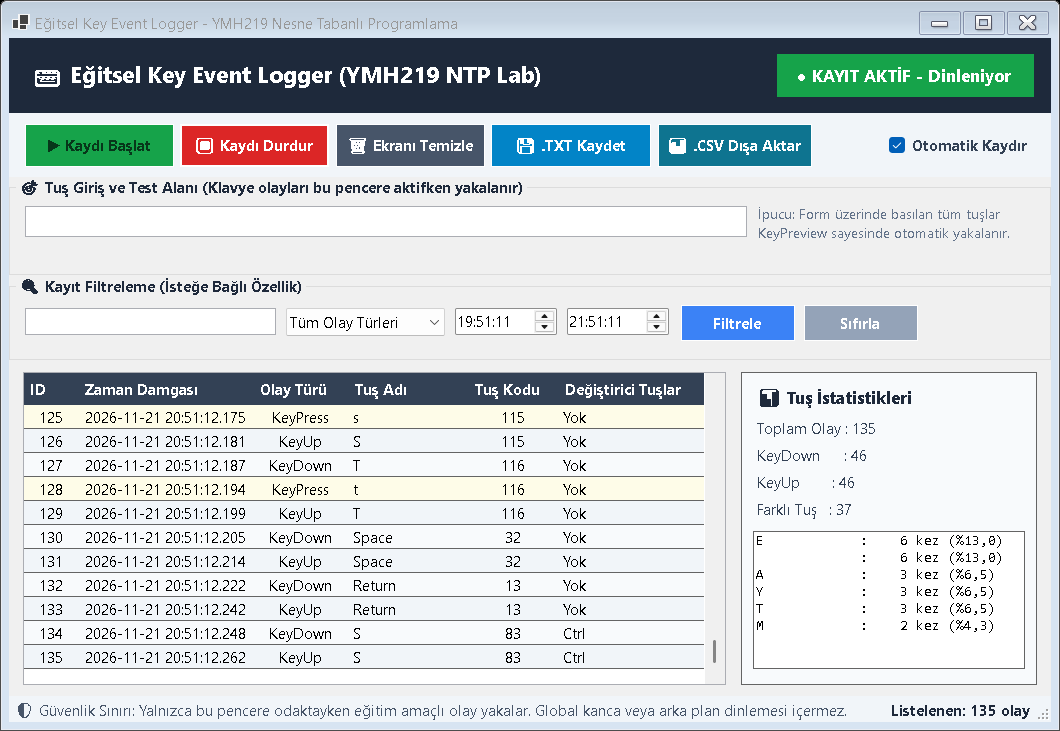 Eğitsel Key Event Logger - YMH219 Nesne Tabanlı Programlama
Eğitsel Key Event Logger (YMH219 NTP Lab)
● KAYIT AKTİF - Dinleniyor
▶ Kaydı Başlat
Kaydı Durdur
Ekranı Temizle
.TXT Kaydet
.CSV Dışa Aktar
Otomatik Kaydır
Tuş Giriş ve Test Alanı (Klavye olayları bu pencere aktifken yakalanır)
İpucu: Form üzerinde basılan tüm tuşlar
KeyPreview sayesinde otomatik yakalanır.
Kayıt Filtreleme (İsteğe Bağlı Özellik)
Tüm Olay Türleri
19:51:11
21:51:11
Filtrele
Sıfırla
ID Zaman Damgası Olay Türü Tuş Adı Tuş Kodu Değiştirici Tuşlar
125 2026-11-21 20:51:12.175 KeyPress s 115 Yok
126 2026-11-21 20:51:12.181 KeyUp S 115 Yok
127 2026-11-21 20:51:12.187 KeyDown T 116 Yok
128 2026-11-21 20:51:12.194 KeyPress t 116 Yok
129 2026-11-21 20:51:12.199 KeyUp T 116 Yok
130 2026-11-21 20:51:12.205 KeyDown Space 32 Yok
131 2026-11-21 20:51:12.214 KeyUp Space 32 Yok
132 2026-11-21 20:51:12.222 KeyDown Return 13 Yok
133 2026-11-21 20:51:12.242 KeyUp Return 13 Yok
134 2026-11-21 20:51:12.248 KeyDown S 83 Ctrl
135 2026-11-21 20:51:12.262 KeyUp S 83 Ctrl
Tuş İstatistikleri
Toplam Olay : 135
KeyDown : 46
KeyUp : 46
Farklı Tuş : 37
E : 6 kez (%13,0)
: 6 kez (%13,0)
A : 3 kez (%6,5)
Y : 3 kez (%6,5)
T : 3 kez (%6,5)
M : 2 kez (%4,3)
Güvenlik Sınırı: Yalnızca bu pencere odaktayken eğitim amaçlı olay yakalar. Global kanca veya arka plan dinlemesi içermez.
Listelenen: 135 olay